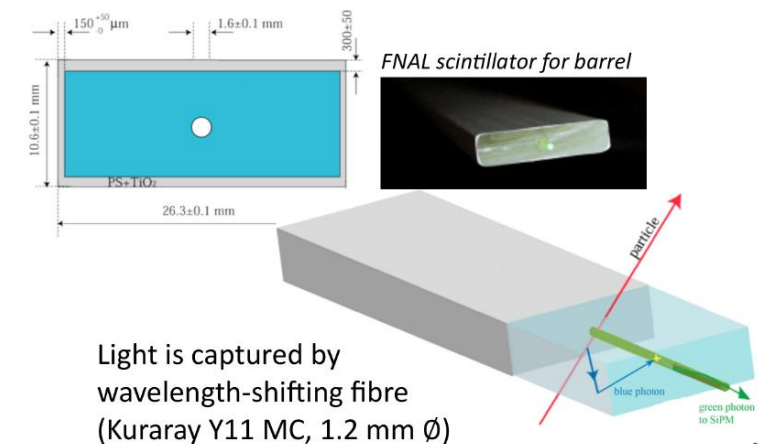 150 +50 -0 μm
1.6±0.1 mm
300±50
FNAL scintillator for barrel
10.6±0.1 mm
PS+TiO₂
26.3±0.1 mm
particle
Light is captured by
wavelength-shifting fibre
(Kuraray Y11 MC, 1.2 mm Ø)
blue photon
green photon
to SiPM